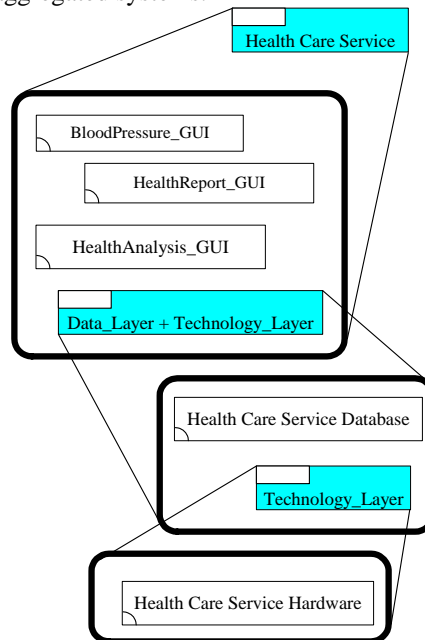 Health Care Service
BloodPressure_GUI
HealthReport_GUI
HealthAnalysis_GUI
Data_Layer + Technology_Layer
Health Care Service Database
Technology_Layer
Health Care Service Hardware